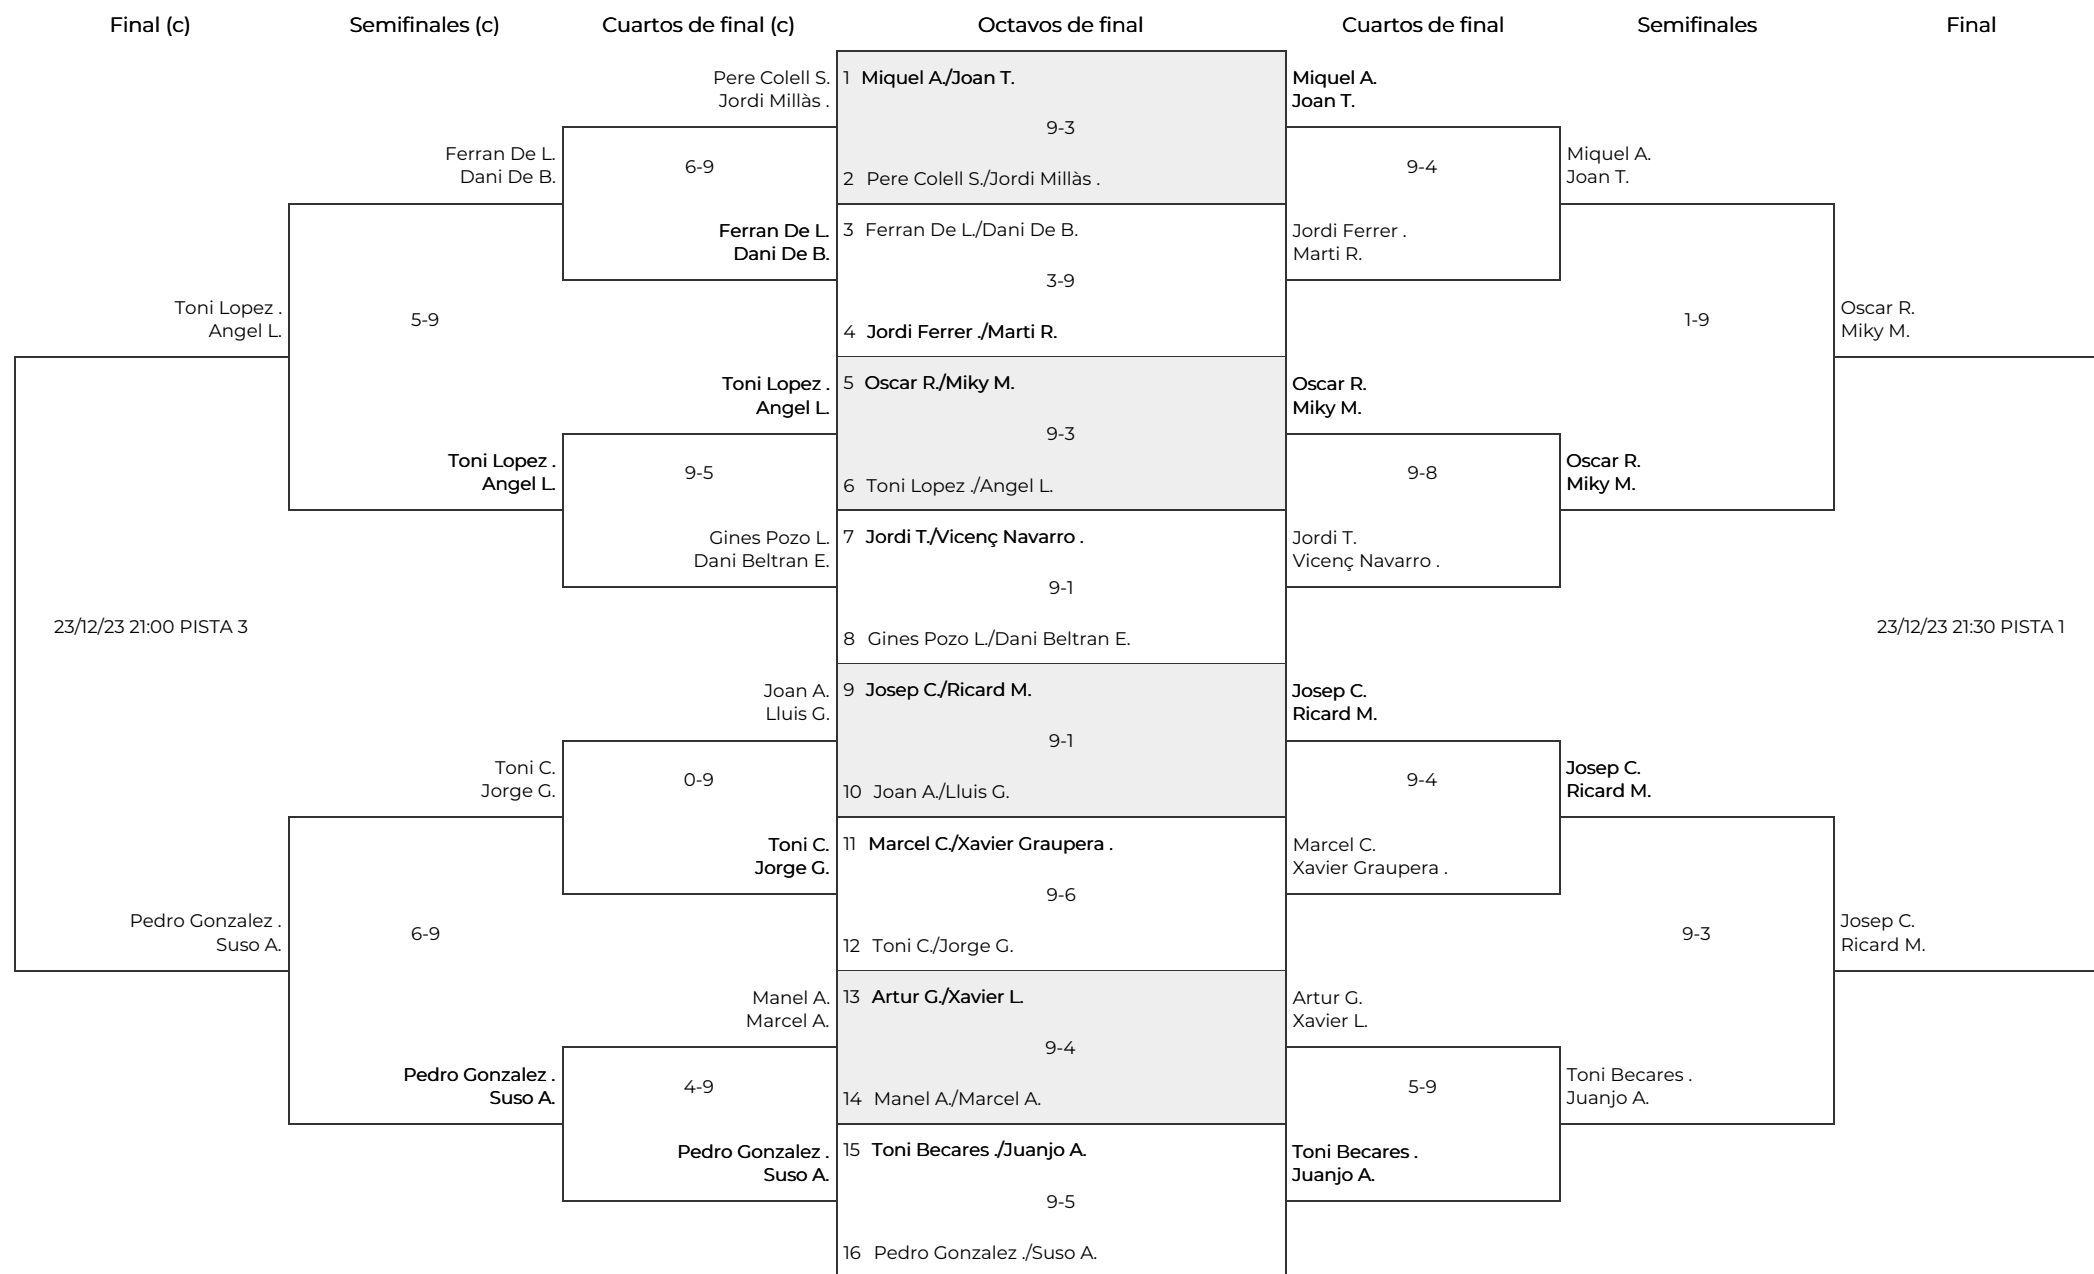 Final (c)
Semifinales (c)
Cuartos de final (c)
Octavos de final
Cuartos de final
Semifinales
Final
Toni Lopez .
Angel L.
23/12/23 21:00 PISTA 3
Pedro Gonzalez .
Suso A.
Ferran De L.
Dani De B.
5-9
Toni Lopez .
Angel L.
Toni C.
Jorge G.
6-9
Pedro Gonzalez .
Suso A.
Pere Colell S.
Jordi Millàs .
6-9
Ferran De L.
Dani De B.
Toni Lopez .
Angel L.
9-5
Gines Pozo L.
Dani Beltran E.
Joan A.
Lluis G.
0-9
Toni C.
Jorge G.
Manel A.
Marcel A.
4-9
Pedro Gonzalez .
Suso A.
1 Miquel A./Joan T.
9-3
2 Pere Colell S./Jordi Millàs .
3 Ferran De L./Dani De B.
3-9
4 Jordi Ferrer ./Marti R.
5 Oscar R./Miky M.
9-3
6 Toni Lopez ./Angel L.
7 Jordi T./Vicenç Navarro .
9-1
8 Gines Pozo L./Dani Beltran E.
9 Josep C./Ricard M.
9-1
10 Joan A./Lluis G.
11 Marcel C./Xavier Graupera .
9-6
12 Toni C./Jorge G.
13 Artur G./Xavier L.
9-4
14 Manel A./Marcel A.
15 Toni Becares ./Juanjo A.
9-5
16 Pedro Gonzalez ./Suso A.
Miquel A.
Joan T.
9-4
Jordi Ferrer .
Marti R.
Oscar R.
Miky M.
9-8
Jordi T.
Vicenç Navarro .
Josep C.
Ricard M.
9-4
Marcel C.
Xavier Graupera .
Artur G.
Xavier L.
5-9
Toni Becares .
Juanjo A.
Miquel A.
Joan T.
1-9
Oscar R.
Miky M.
Josep C.
Ricard M.
9-3
Toni Becares .
Juanjo A.
Oscar R.
Miky M.
23/12/23 21:30 PISTA 1
Josep C.
Ricard M.